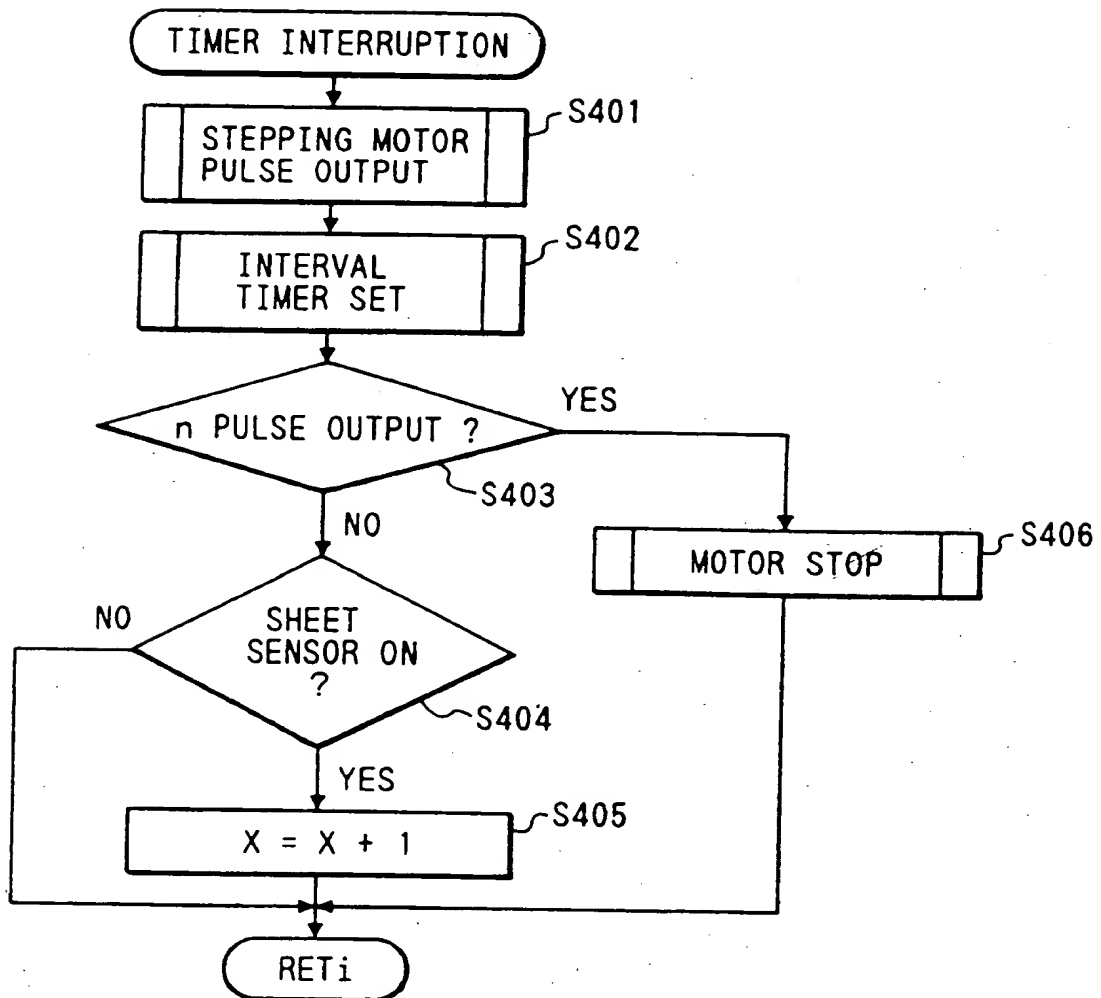 TIMER INTERRUPTION
S401
STEPPING MOTOR
PULSE OUTPUT
S402
INTERVAL
TIMER SET
YES
n PULSE OUTPUT ?
S403
NO
S406
MOTOR STOP
NO
SHEET
SENSOR ON
?
S404
YES
S405
X = X + 1
RETi